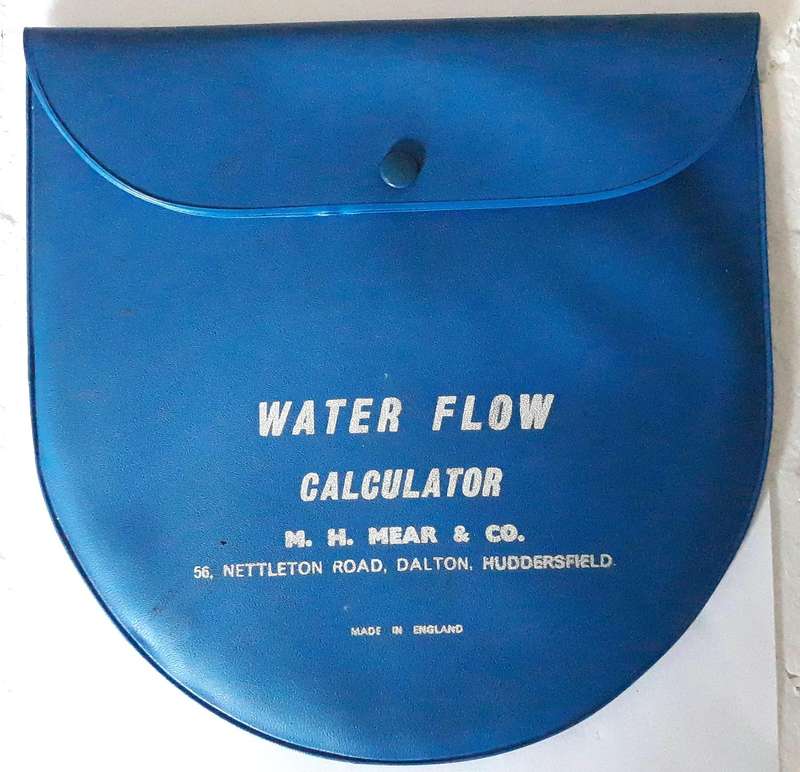 WATER FLOW
CALCULATOR
M. H. MEAR & CO.
56, NETTLETON ROAD, DALTON, HUDDERSFIELD.
MADE IN ENGLAND